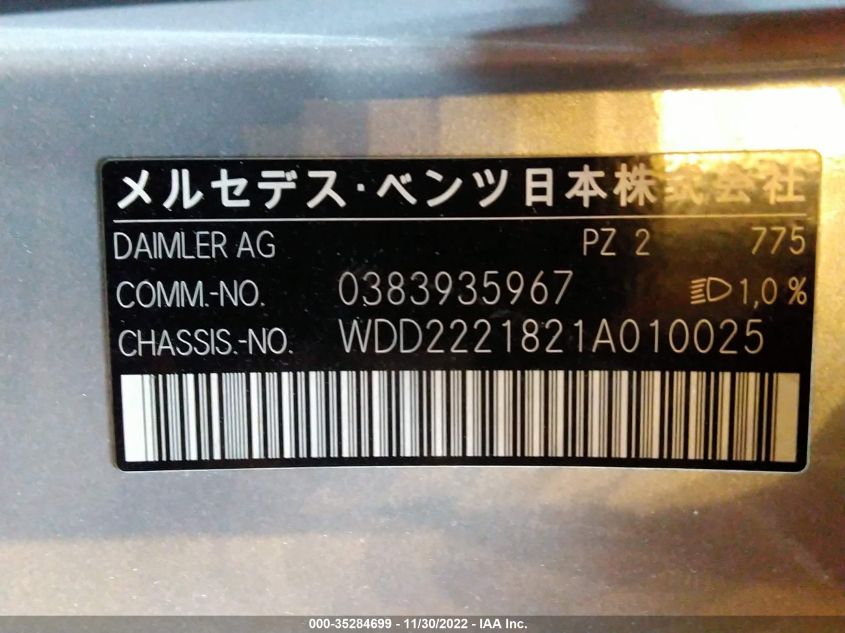 メルセデス・ベンツ日本株式会社
DAIMLER AG PZ 2 775
COMM.-NO. 0383935967 1,0 %
CHASSIS.-NO. WDD2221821A010025
000-35284699 - 11/30/2022 - IAA Inc.